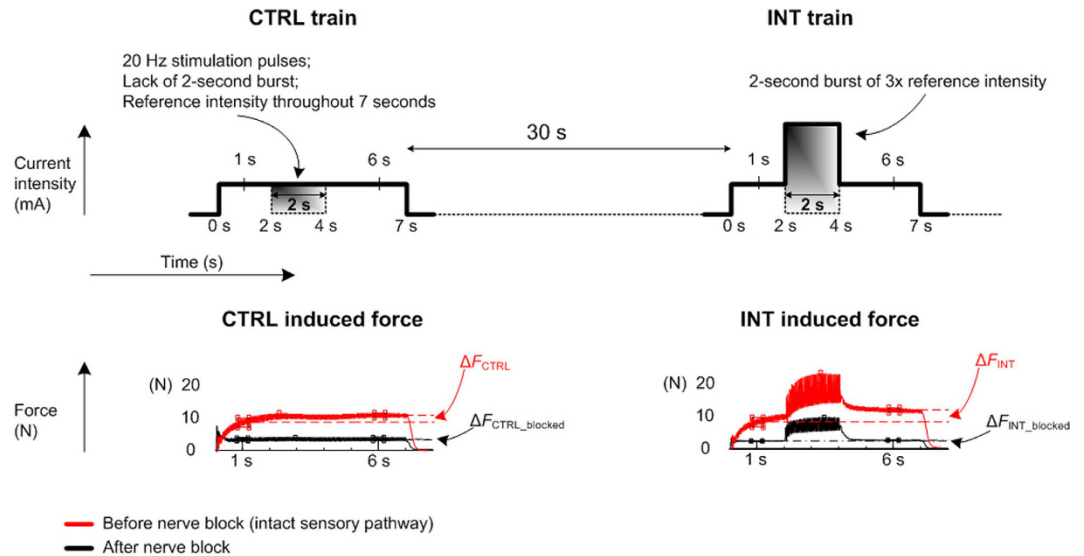 CTRL train
INT train
20 Hz stimulation pulses;
Lack of 2-second burst;
Reference intensity throughout 7 seconds
2-second burst of 3x reference intensity
30 s
Current
intensity
(mA)
1 s
6 s
2 s
0 s
2 s
4 s
7 s
1 s
6 s
2 s
0 s
2 s
4 s
7 s
Time (s)
CTRL induced force
INT induced force
Force
(N)
(N)
20
10
0
1 s
6 s
ΔFCTRL
ΔFCTRL_blocked
(N)
20
10
0
1 s
6 s
ΔFINT
ΔFINT_blocked
Before nerve block (intact sensory pathway)
After nerve block